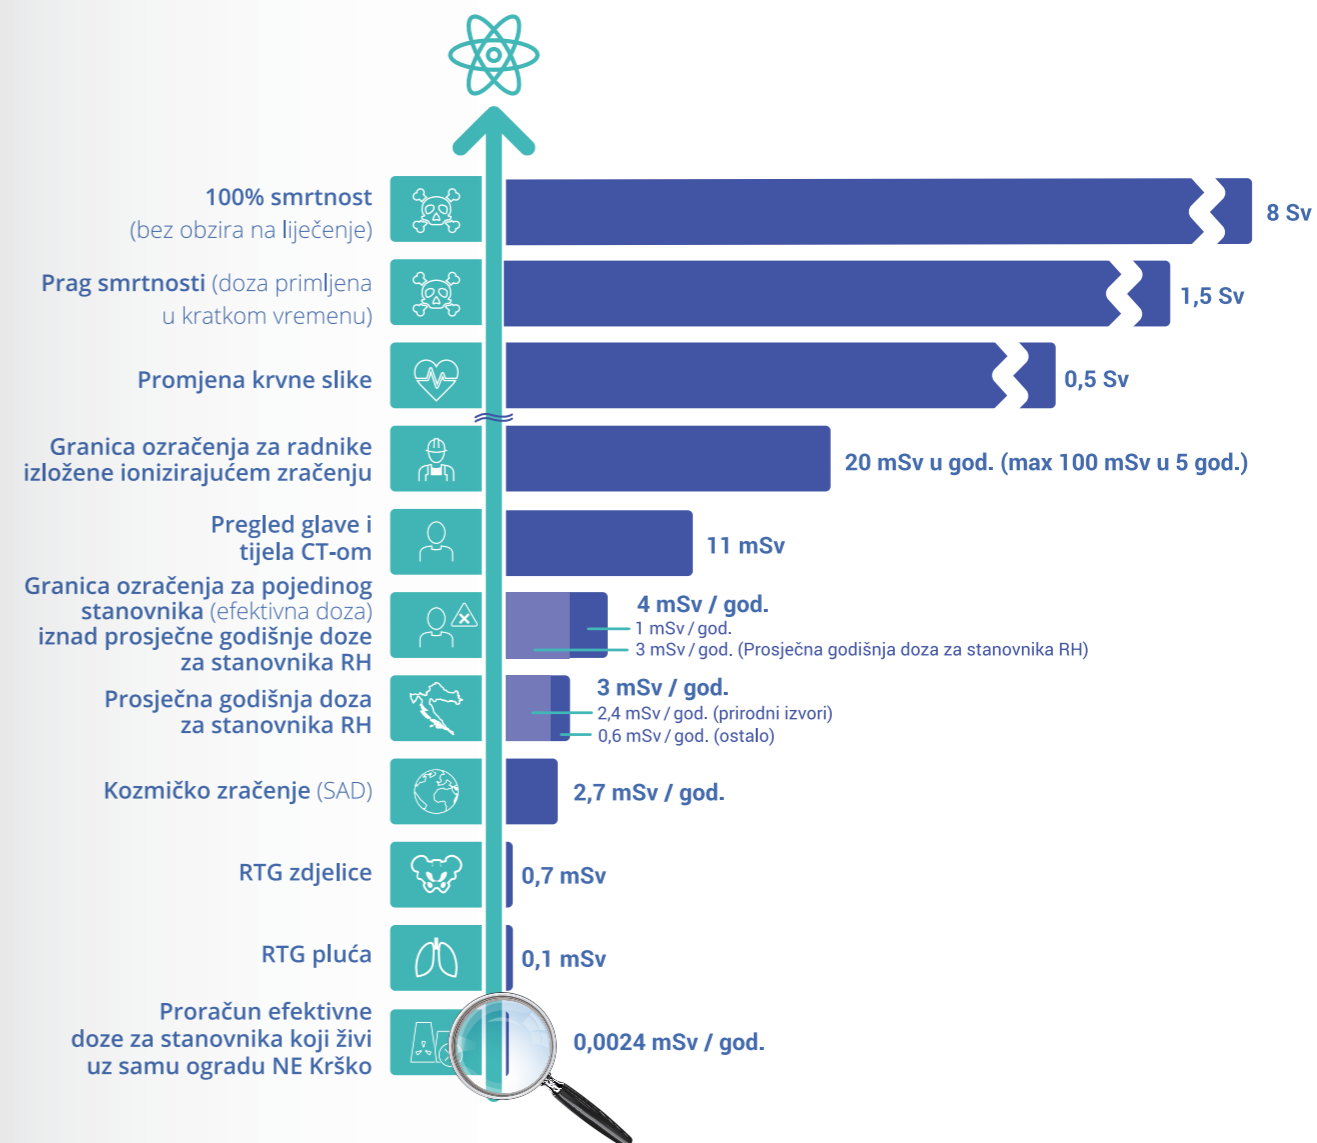 100% smrtnost
(bez obzira na liječenje)
8 Sv
Prag smrtnosti (doza primljena
u kratkom vremenu)
1,5 Sv
Promjena krvne slike
0,5 Sv
Granica ozračenja za radnike
izložene ionizirajućem zračenju
20 mSv u god. (max 100 mSv u 5 god.)
Pregled glave i
tijela CT-om
11 mSv
Granica ozračenja za pojedinog
stanovnika (efektivna doza)
iznad prosječne godišnje doze
za stanovnika RH
4 mSv / god.
1 mSv / god.
3 mSv / god. (Prosječna godišnja doza za stanovnika RH)
Prosječna godišnja doza
za stanovnika RH
3 mSv / god.
2,4 mSv / god. (prirodni izvori)
0,6 mSv / god. (ostalo)
Kozmičko zračenje (SAD)
2,7 mSv / god.
RTG zdjelice
0,7 mSv
RTG pluća
0,1 mSv
Proračun efektivne
doze za stanovnika koji živi
uz samu ogradu NE Krško
0,0024 mSv / god.